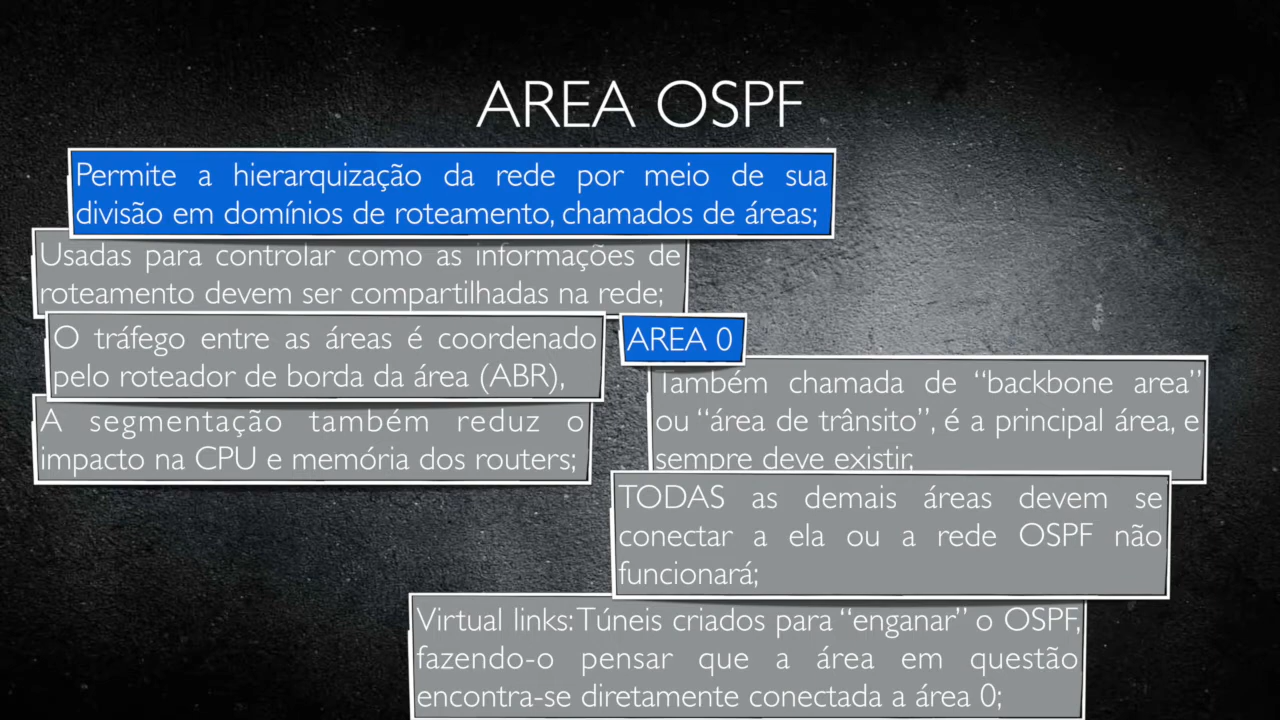 AREA OSPF
Permite a hierarquização da rede por meio de sua
divisão em domínios de roteamento, chamados de áreas;
Usadas para controlar como as informações de
roteamento devem ser compartilhadas na rede;
O tráfego entre as áreas é coordenado
pelo roteador de borda da área (ABR),
A segmentação também reduz o
impacto na CPU e memória dos routers;
AREA 0
Também chamada de “backbone area”
ou “área de trânsito”, é a principal área, e
sempre deve existir,
TODAS as demais áreas devem se
conectar a ela ou a rede OSPF não
funcionará;
Virtual links: Túneis criados para “enganar” o OSPF,
fazendo-o pensar que a área em questão
encontra-se diretamente conectada a área 0;